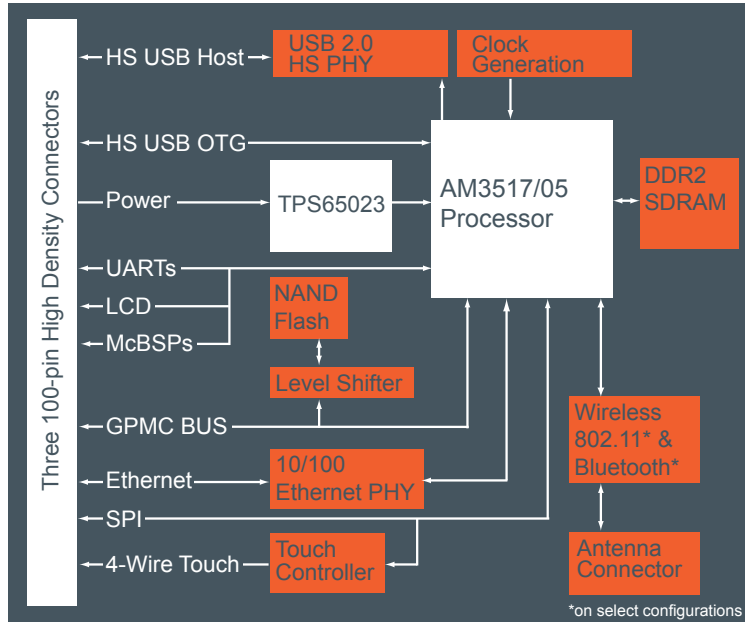 Three 100-pin High Density Connectors
HS USB Host
USB 2.0
HS PHY
Clock
Generation
HS USB OTG
Power
TPS65023
AM3517/05
Processor
DDR2
SDRAM
UARTs
LCD
McBSPs
NAND
Flash
Level Shifter
GPMC BUS
Wireless
802.11* &
Bluetooth*
Ethernet
10/100
Ethernet PHY
SPI
4-Wire Touch
Touch
Controller
Antenna
Connector
*on select configurations